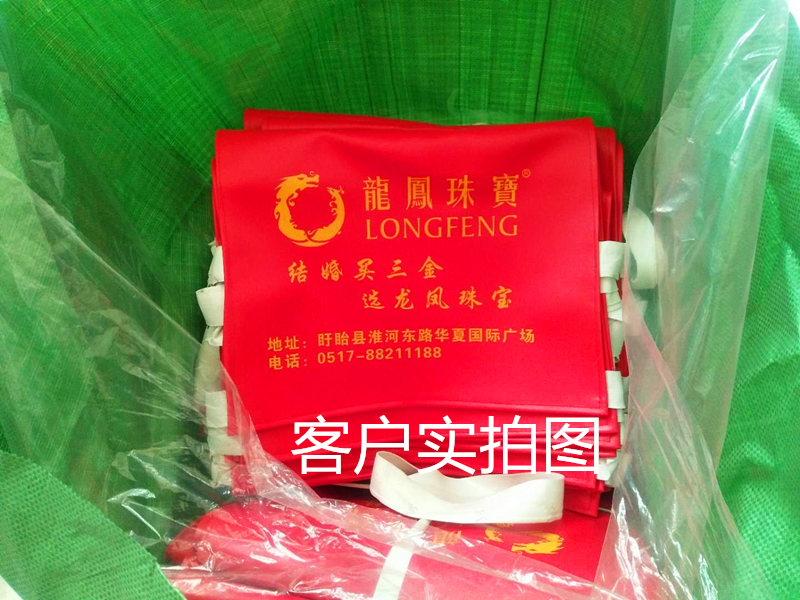 龍鳳珠寶®
LONGFENG
结婚买三金
选龙凤珠宝
地址：盱眙县淮河东路华夏国际广场
电话：0517-88211188
客户实拍图